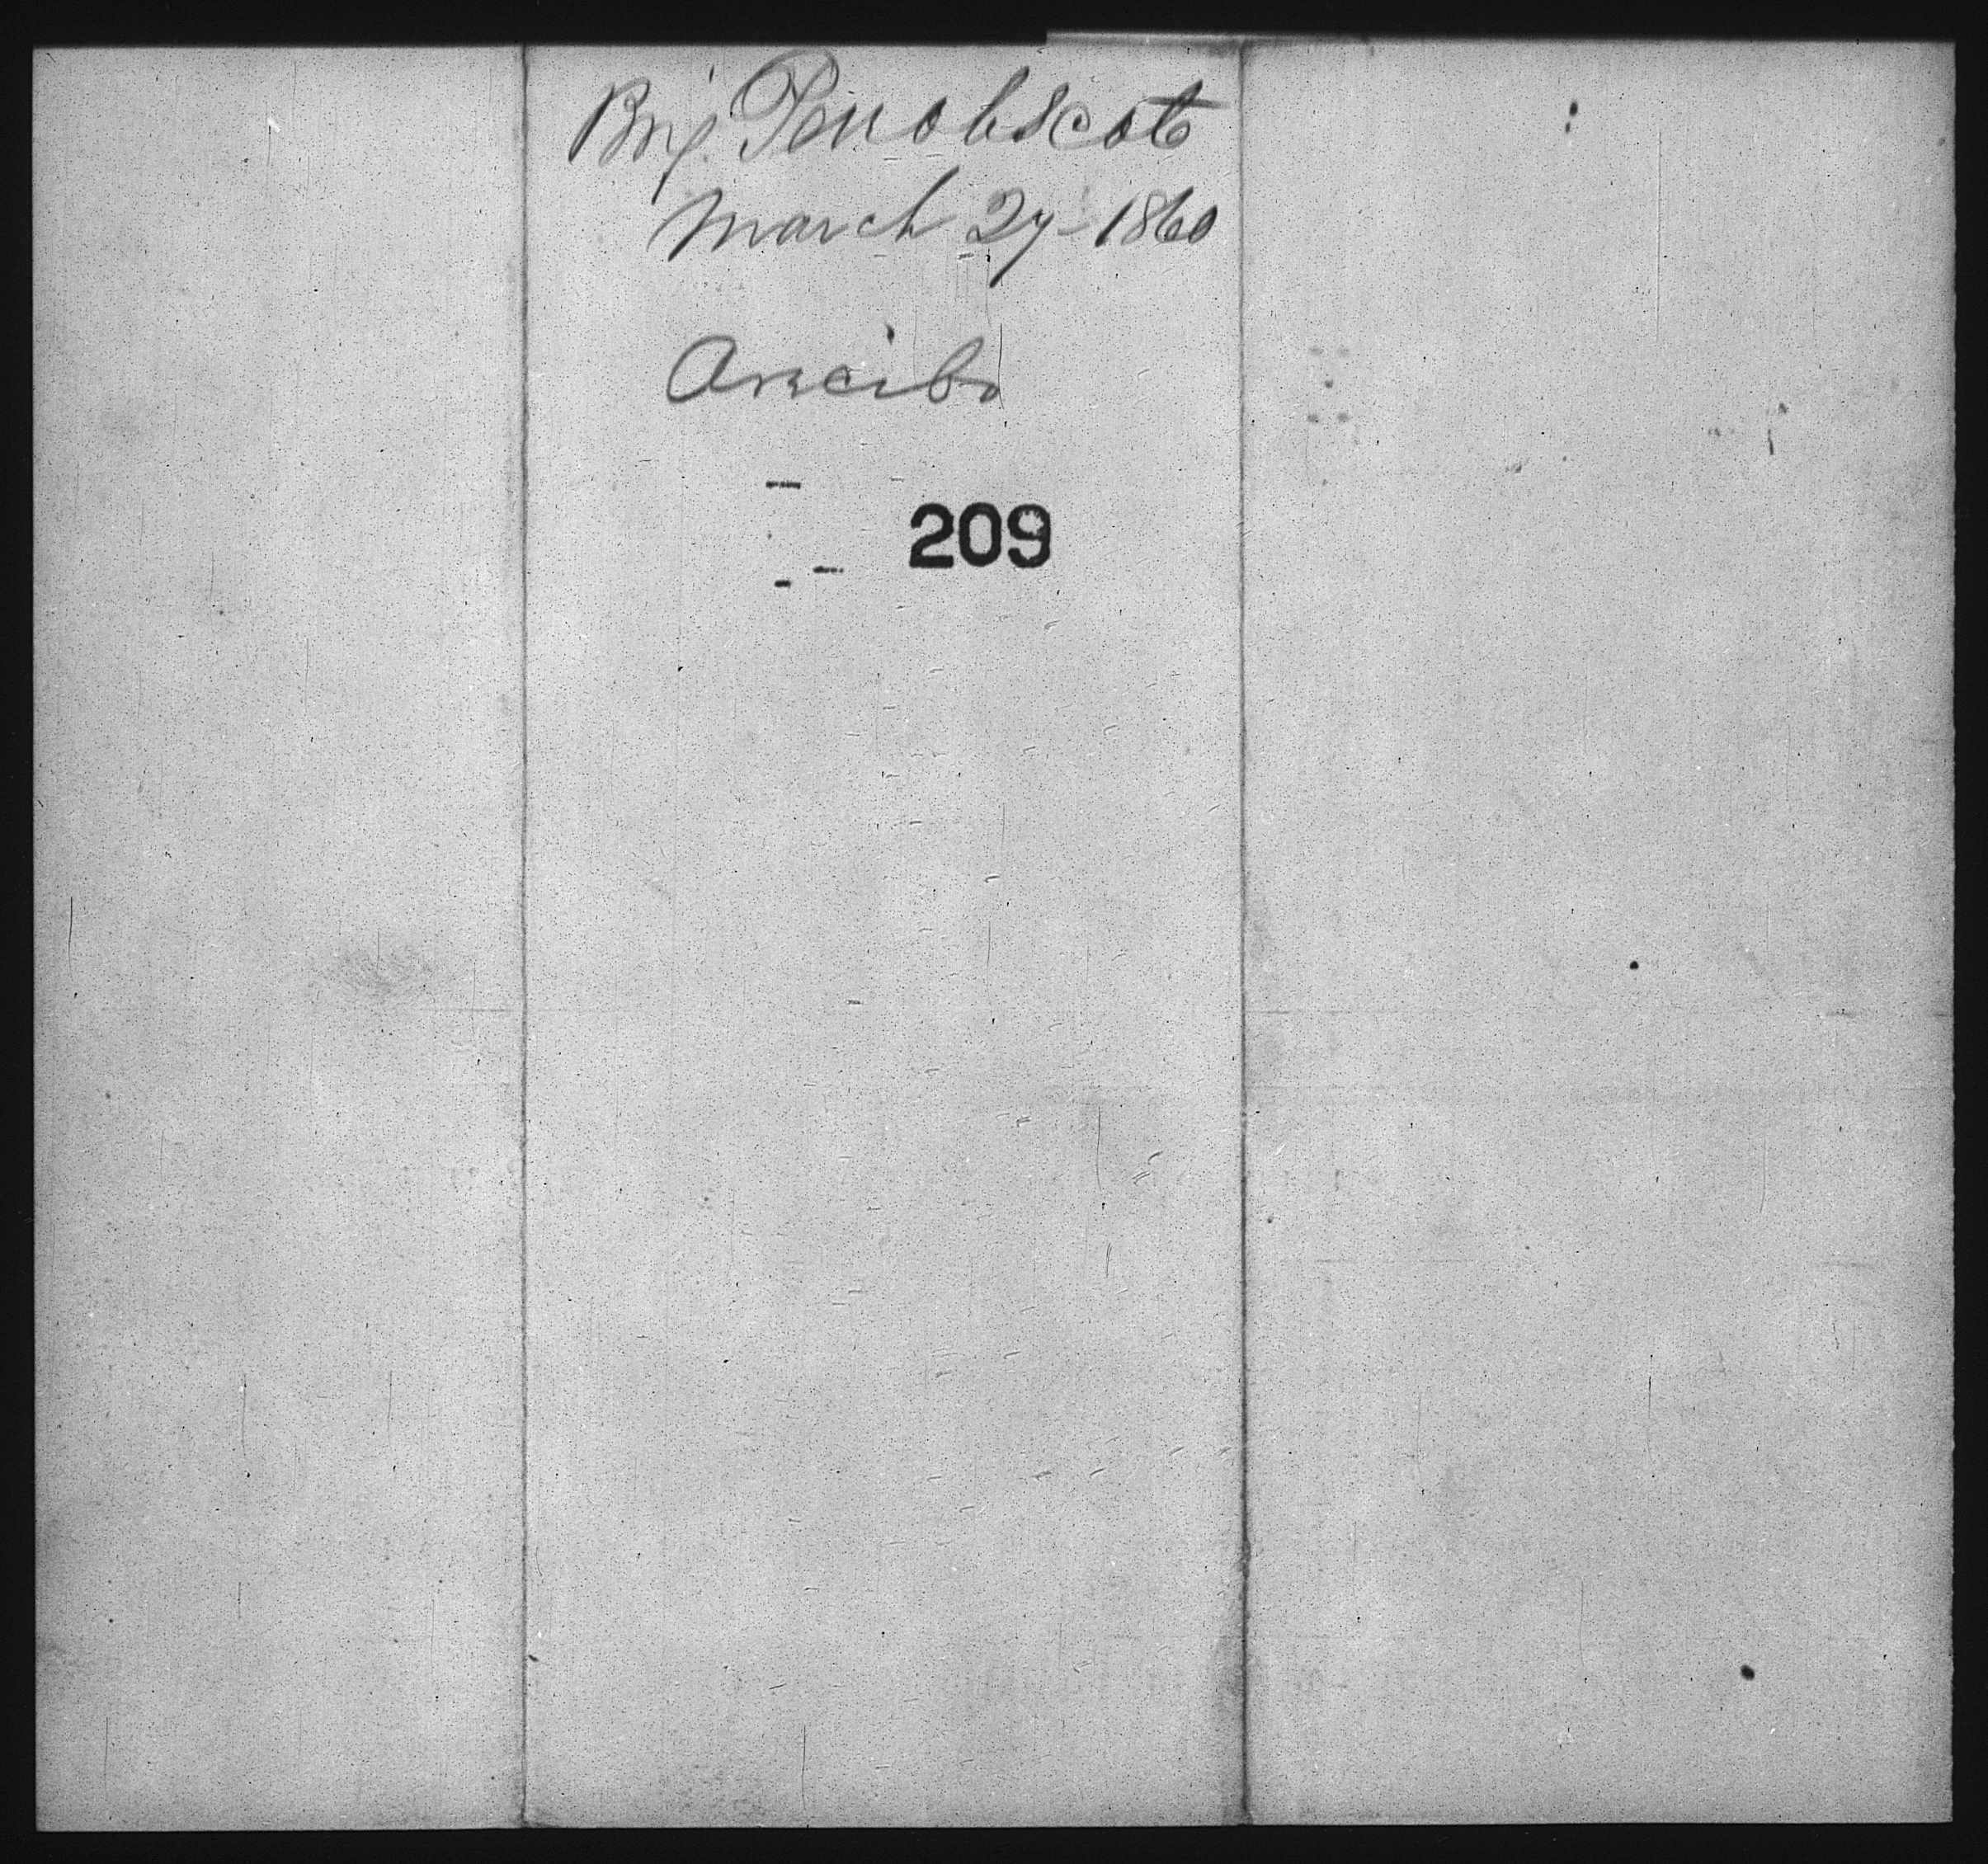 Brig Penobscot
March 27 - 1860
Arecibo
209